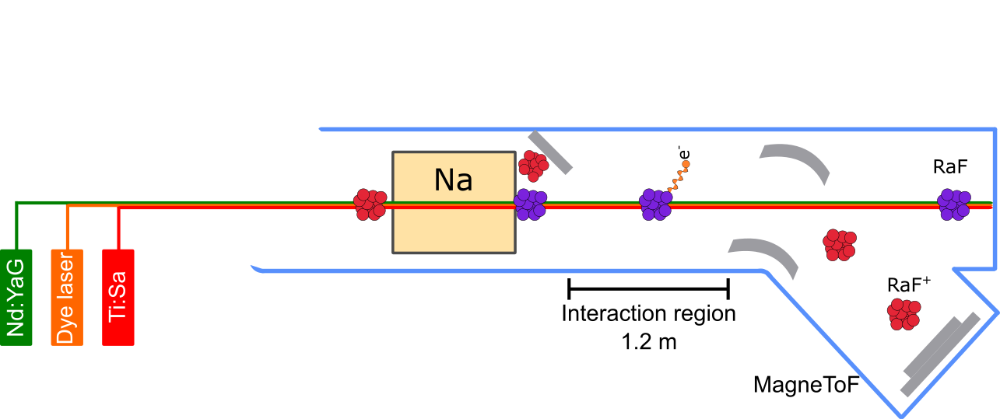 Nd:YaG
Dye laser
Ti:Sa
Na
e-
RaF
Interaction region
1.2 m
RaF+
MagneToF